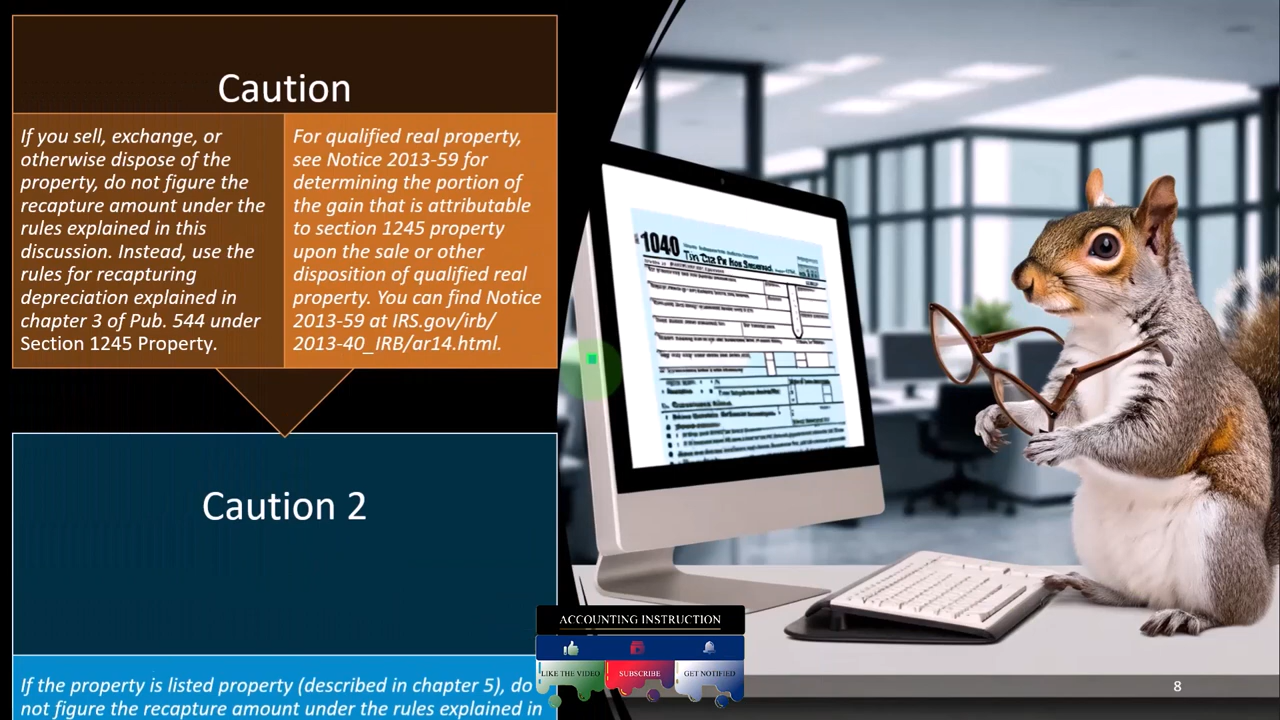 Caution
If you sell, exchange, or
otherwise dispose of the
property, do not figure the
recapture amount under the
rules explained in this
discussion. Instead, use the
rules for recapturing
depreciation explained in
chapter 3 of Pub. 544 under
Section 1245 Property.
For qualified real property,
see Notice 2013-59 for
determining the portion of
the gain that is attributable
to section 1245 property
upon the sale or other
disposition of qualified real
property. You can find Notice
2013-59 at IRS.gov/irb/
2013-40_IRB/ar14.html.
Caution 2
If the property is listed property (described in chapter 5), do
not figure the recapture amount under the rules explained in
1040
ACCOUNTING INSTRUCTION
LIKE THE VIDEO
SUBSCRIBE
GET NOTIFIED
8